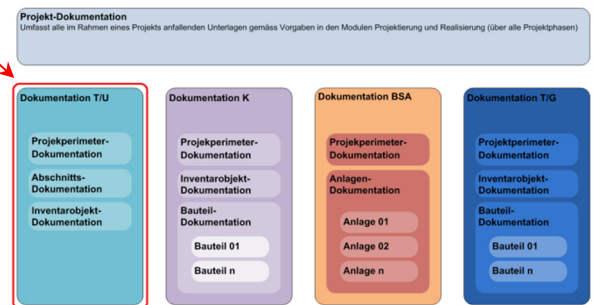 Projekt-Dokumentation
Umfasst alle im Rahmen eines Projekts anfallenden Unterlagen gemäss Vorgaben in den Modulen Projektierung und Realisierung (über alle Projektphasen)
Dokumentation T/U
Projekperimeter-
Dokumentation
Abschnitts-
Dokumentation
Inventarobjekt-
Dokumentation
Dokumentation K
Projekperimeter-
Dokumentation
Inventarobjekt-
Dokumentation
Bauteil-
Dokumentation
Bauteil 01
Bauteil n
Dokumentation BSA
Projekperimeter-
Dokumentation
Anlagen-
Dokumentation
Anlage 01
Anlage 02
Anlage n
Dokumentation T/G
Projektperimeter-
Dokumentation
Inventarobjekt-
Dokumentation
Bauteil-
Dokumentation
Bauteil 01
Bauteil n